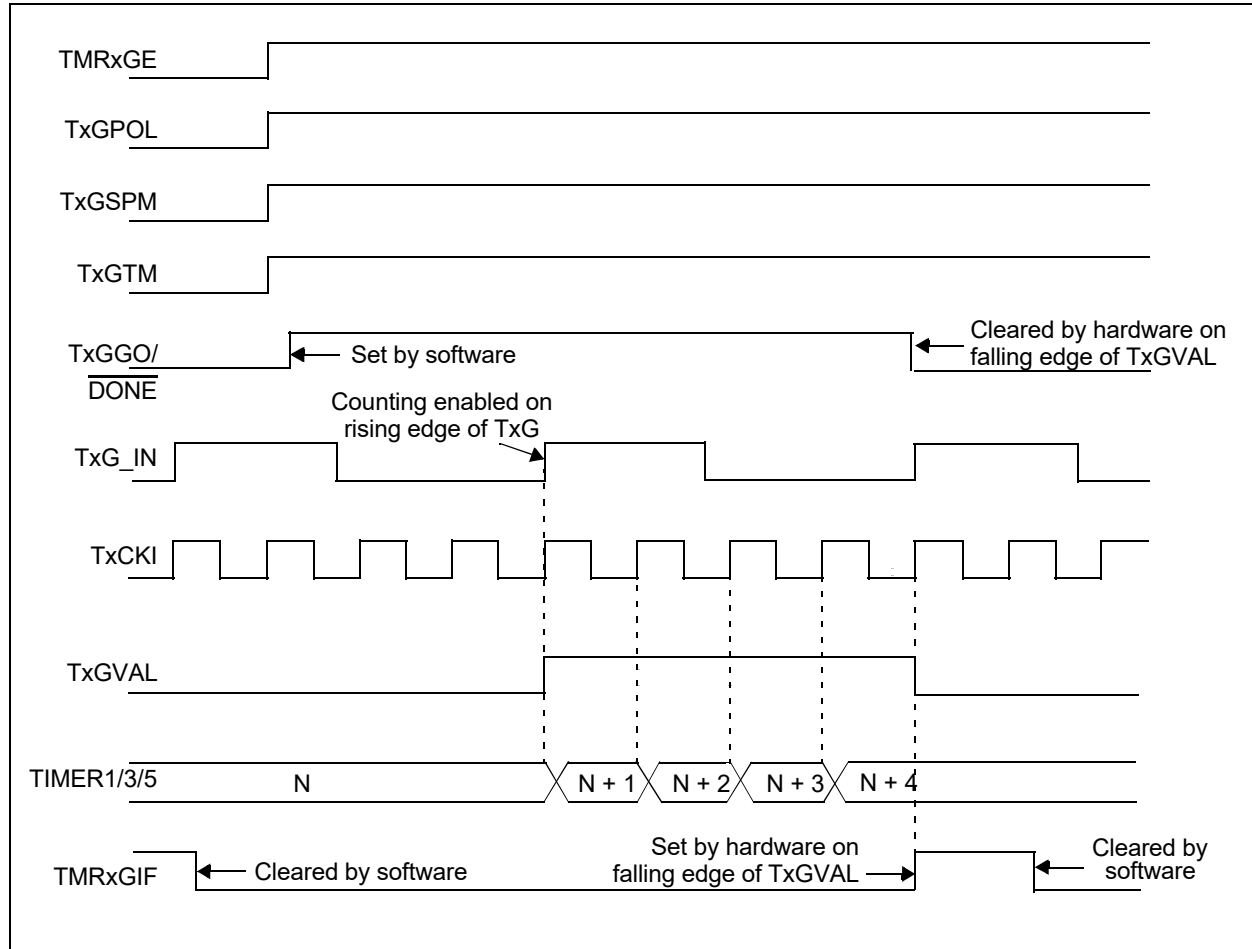 TMRxGE
TxGPOL
TxGSPM
TxGTM
TxGGO/
DONE
Set by software
Cleared by hardware on
falling edge of TxGVAL
Counting enabled on
rising edge of TxG
TxG_IN
TxCKI
TxGVAL
TIMER1/3/5
N
N + 1
N + 2
N + 3
N + 4
TMRxGIF
Cleared by software
Set by hardware on
falling edge of TxGVAL
Cleared by
software